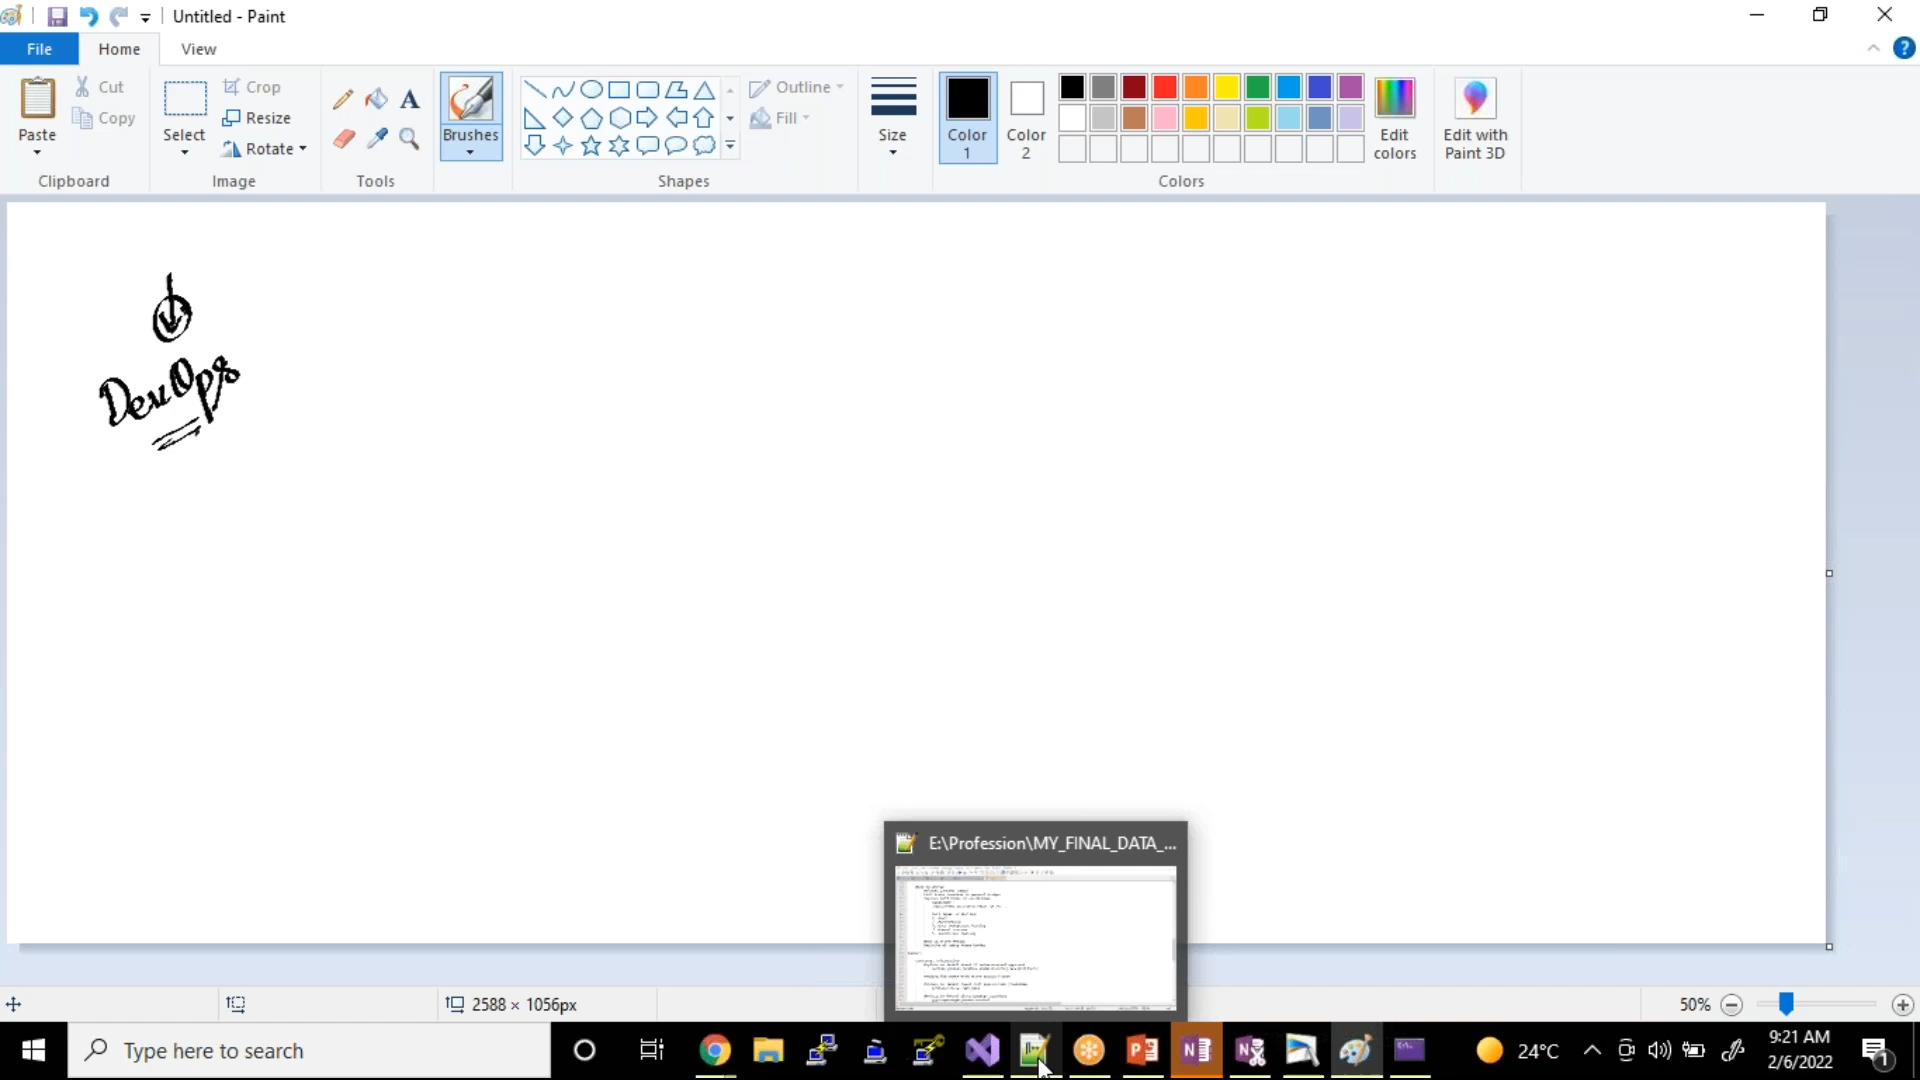 Untitled - Paint
File
Home
View
Paste
Cut
Copy
Clipboard
Select
Crop
Resize
Rotate
Image
Tools
Brushes
Shapes
Outline
Fill
Size
Color 1
Color 2
Edit colors
Colors
Edit with Paint 3D
DevOps
E:\Profession\MY_FINAL_DATA_...
2588 × 1056px
50%
Type here to search
24°C
9:21 AM
2/6/2022
1